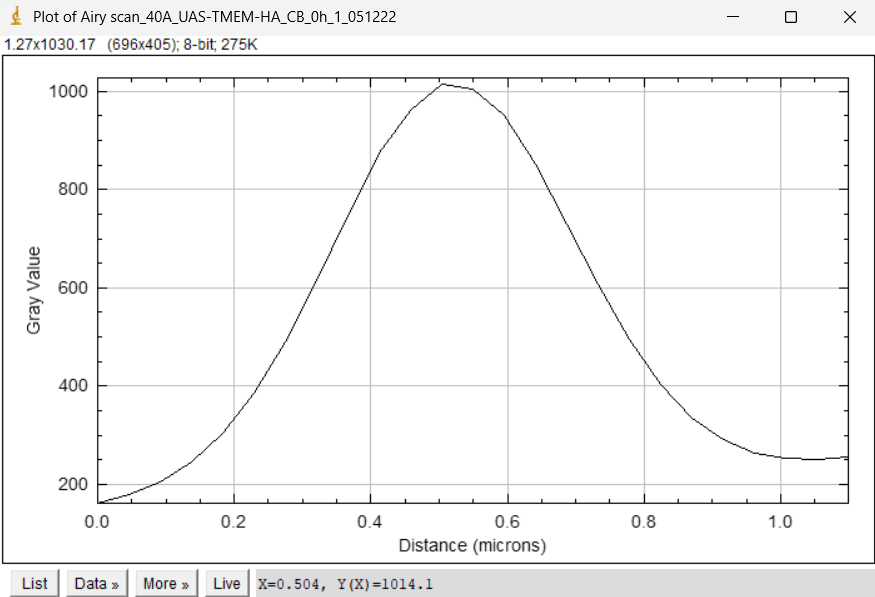 Plot of Airy scan_40A_UAS-TMEM-HA_CB_0h_1_051222
1.27x1030.17 (696x405); 8-bit; 275K
1000
800
600
400
200
Gray Value
0.0 0.2 0.4 0.6 0.8 1.0
Distance (microns)
List Data » More » Live X=0.504, Y(X)=1014.1